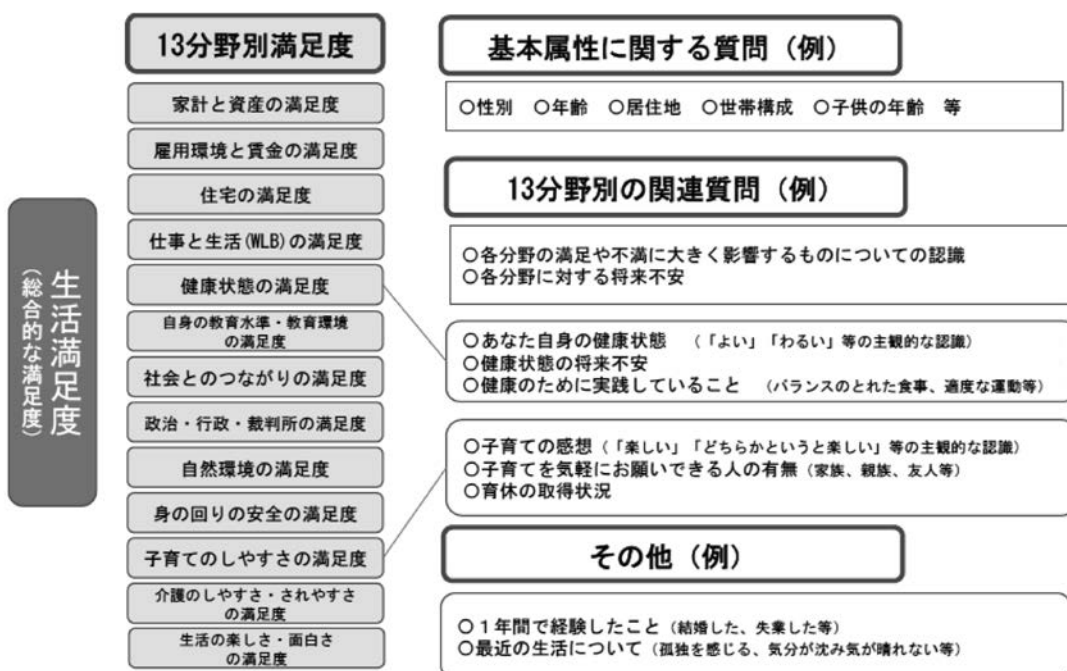 生活満足度
（総合的な満足度）
13分野別満足度
家計と資産の満足度
雇用環境と賃金の満足度
住宅の満足度
仕事と生活(WLB)の満足度
健康状態の満足度
自身の教育水準・教育環境
の満足度
社会とのつながりの満足度
政治・行政・裁判所の満足度
自然環境の満足度
身の回りの安全の満足度
子育てのしやすさの満足度
介護のしやすさ・されやすさ
の満足度
生活の楽しさ・面白さ
の満足度
基本属性に関する質問（例）
○性別　○年齢　○居住地　○世帯構成　○子供の年齢　等
13分野別の関連質問（例）
○各分野の満足や不満に大きく影響するものについての認識
○各分野に対する将来不安
○あなた自身の健康状態　（「よい」「わるい」等の主観的な認識）
○健康状態の将来不安
○健康のために実践していること　（バランスのとれた食事、適度な運動等）
○子育ての感想（「楽しい」「どちらかというと楽しい」等の主観的な認識）
○子育てを気軽にお願いできる人の有無（家族、親族、友人等）
○育休の取得状況
その他（例）
○１年間で経験したこと（結婚した、失業した等）
○最近の生活について（孤独を感じる、気分が沈み気が晴れない等）